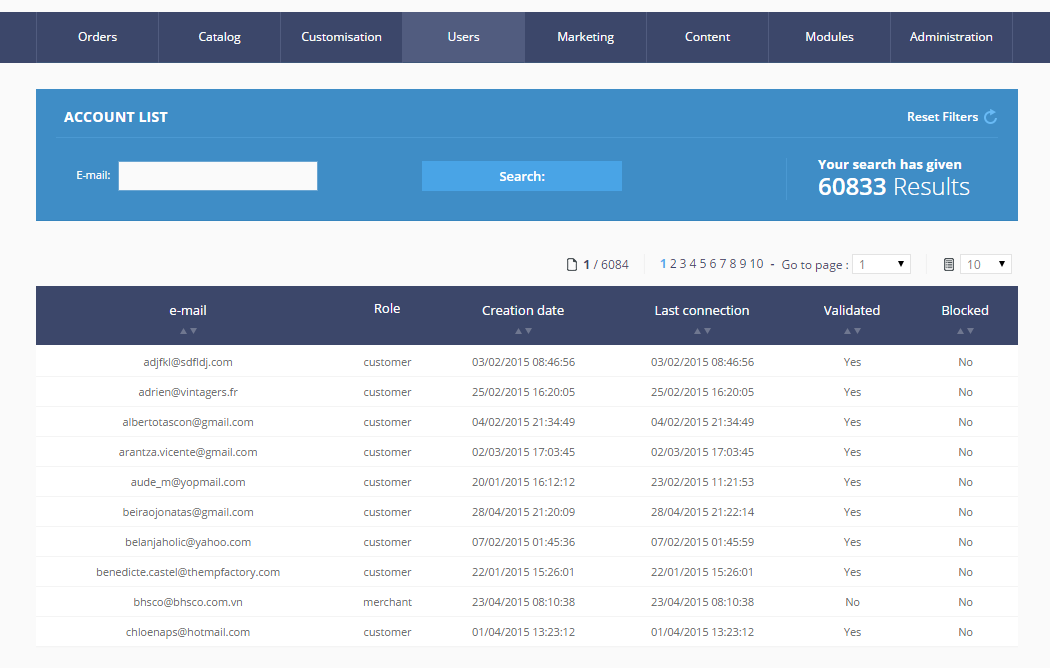 Orders Catalog Customisation Users Marketing Content Modules Administration
ACCOUNT LIST Reset Filters
E-mail: Search: Your search has given
60833 Results
1 / 6084 1 2 3 4 5 6 7 8 9 10 - Go to page : 1 10
e-mail Role Creation date Last connection Validated Blocked
adjfkl@sdfldj.com customer 03/02/2015 08:46:56 03/02/2015 08:46:56 Yes No
adrien@vintagers.fr customer 25/02/2015 16:20:05 25/02/2015 16:20:05 Yes No
albertotascon@gmail.com customer 04/02/2015 21:34:49 04/02/2015 21:34:49 Yes No
arantza.vicente@gmail.com customer 02/03/2015 17:03:45 02/03/2015 17:03:45 Yes No
aude_m@yopmail.com customer 20/01/2015 16:12:12 23/02/2015 11:21:53 Yes No
beiraojonatas@gmail.com customer 28/04/2015 21:20:09 28/04/2015 21:22:14 Yes No
belanjaholic@yahoo.com customer 07/02/2015 01:45:36 07/02/2015 01:45:59 Yes No
benedicte.castel@thempfactory.com customer 22/01/2015 15:26:01 22/01/2015 15:26:01 Yes No
bhsco@bhsco.com.vn merchant 23/04/2015 08:10:38 23/04/2015 08:10:38 No No
chloenaps@hotmail.com customer 01/04/2015 13:23:12 01/04/2015 13:23:12 Yes No